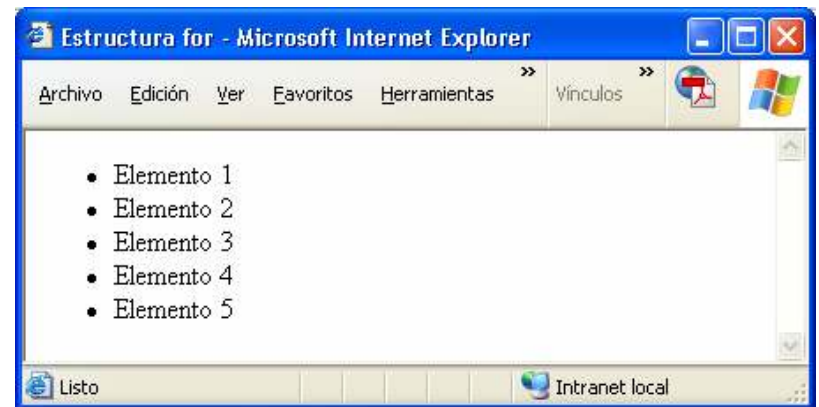 Estructura for - Microsoft Internet Explorer
Archivo Edición Ver Favoritos Herramientas » Vínculos »
• Elemento 1
• Elemento 2
• Elemento 3
• Elemento 4
• Elemento 5
Listo Intranet local